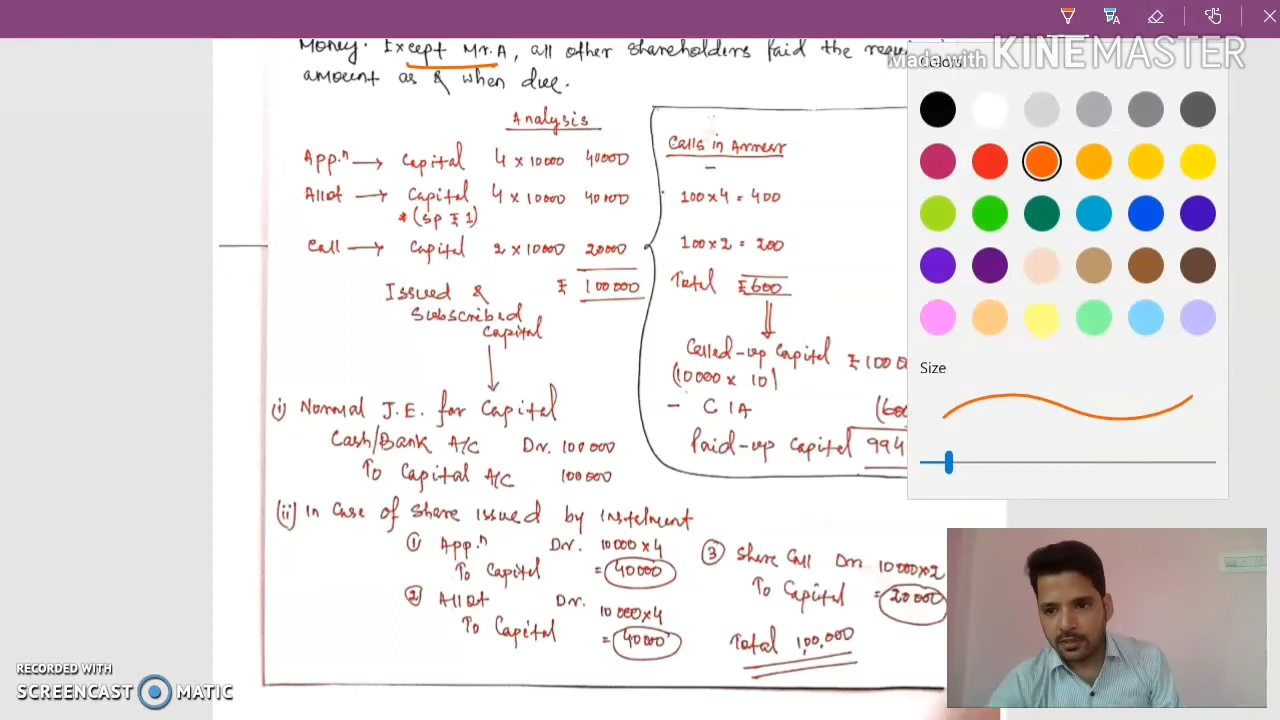 Money. Except Mr.A, all other shareholders paid the
amount as & when due.
Made with KINEMASTER
Colors
Analysis
App.n → Capital 4 x 10000 40000
Allot → Capital 4 x 10000 40000
* (SP ₹ 1)
Call → Capital 2 x 10000 20000
₹ 100000
Issued &
Subscribed
Capital
Calls in Arrear
100 x 4 = 400
100 x 2 = 200
Total ₹600
Called-up Capital ₹100
(10000 x 10)
- C I A (600
Paid-up Capital 994
(i) Normal J.E. for Capital
Cash/Bank A/C Dr. 100000
To Capital A/C 100000
(ii) In Case of Share issued by Instalment
① App.n Dr. 10000 x 4
To Capital = 40000
② Allot Dr. 10000 x 4
To Capital = 40000
③ Share Call Dr 10000x2
To Capital = 20000
Total 1,00,000
Size
RECORDED WITH
SCREENCAST MATIC